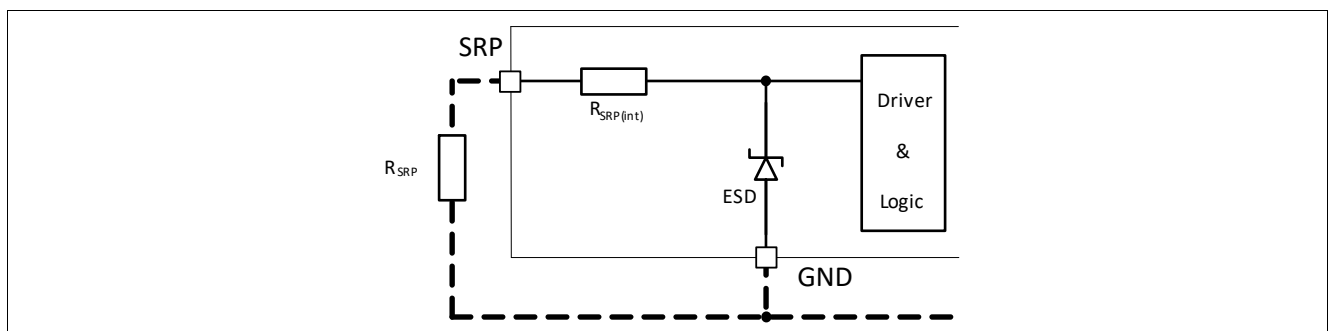 SRP
R_SRP(int)
Driver
&
Logic
R_SRP
ESD
GND